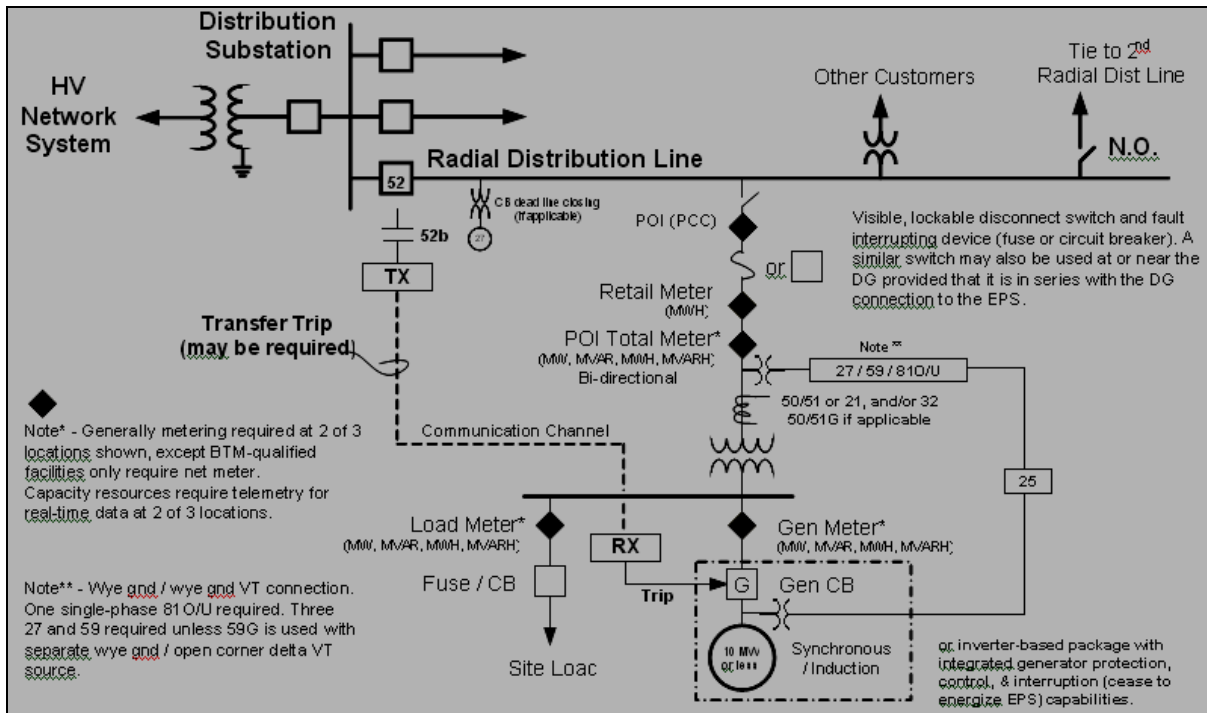 Distribution
Substation
HV
Network
System
Other Customers
Tie to 2nd
Radial Dist Line
N.O.
Radial Distribution Line
52
CB dead line closing
(if applicable)
27
52b
TX
POI (PCC)
or
Visible, lockable disconnect switch and fault
interrupting device (fuse or circuit breaker). A
similar switch may also be used at or near the
DG provided that it is in series with the DG
connection to the EPS.
Retail Meter
(MWH)
Transfer Trip
(may be required)
POI Total Meter*
(MW, MVAR, MWH, MVARH)
Bi-directional
Note **
27 / 59 / 81O/U
50/51 or 21, and/or 32
50/51G if applicable
Note* - Generally metering required at 2 of 3
locations shown, except BTM-qualified
facilities only require net meter.
Capacity resources require telemetry for
real-time data at 2 of 3 locations.
Communication Channel
25
Load Meter*
(MW, MVAR, MWH, MVARH)
RX
Gen Meter*
(MW, MVAR, MWH, MVARH)
Fuse / CB
Trip
G
Gen CB
Note** - Wye gnd / wye gnd VT connection.
One single-phase 81O/U required. Three
27 and 59 required unless 59G is used with
separate wye gnd / open corner delta VT
source.
Site Loac
10 MW
or less
Synchronous
/ Induction
or inverter-based package with
integrated generator protection,
control, & interruption (cease to
energize EPS) capabilities.